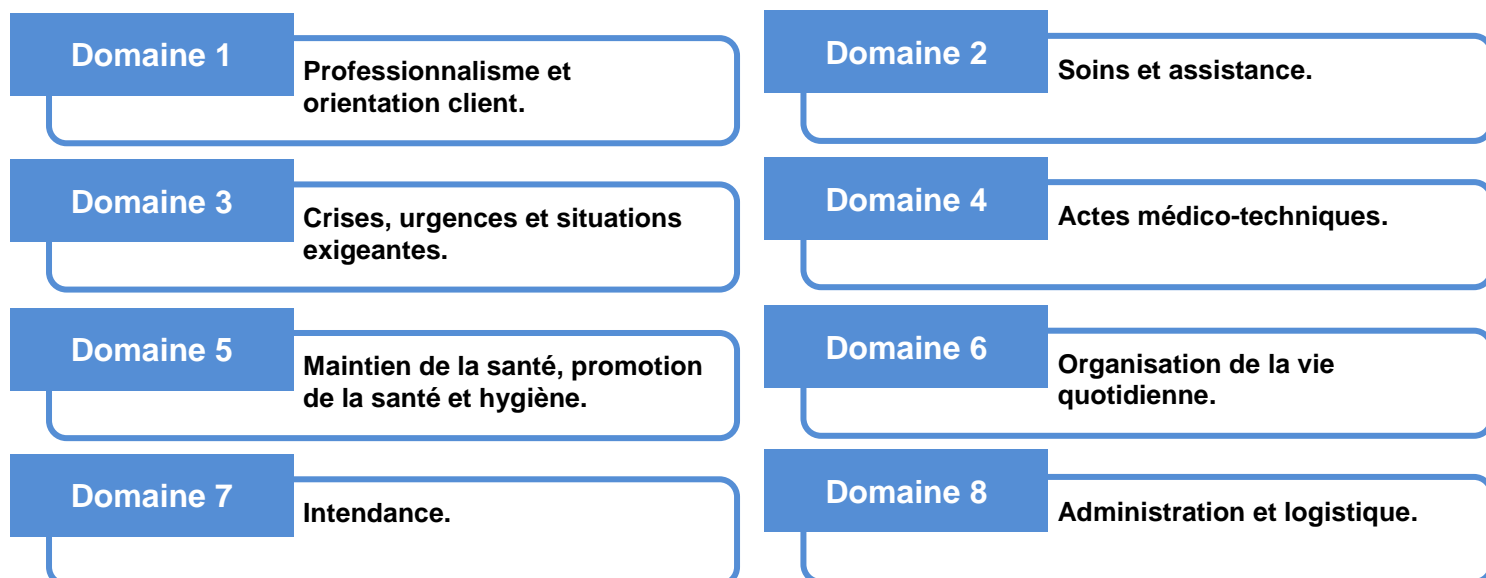 Domaine 1
Professionnalisme et
orientation client.
Domaine 2
Soins et assistance.
Domaine 3
Crises, urgences et situations
exigeantes.
Domaine 4
Actes médico-techniques.
Domaine 5
Maintien de la santé, promotion
de la santé et hygiène.
Domaine 6
Organisation de la vie
quotidienne.
Domaine 7
Intendance.
Domaine 8
Administration et logistique.